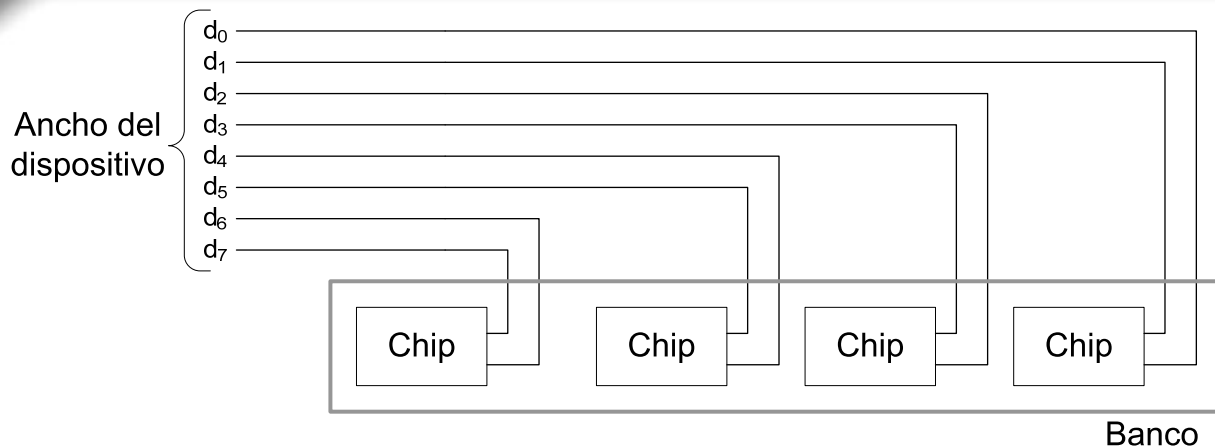 d₀
d₁
d₂
d₃
d₄
d₅
d₆
d₇
Ancho del
dispositivo
Chip
Chip
Chip
Chip
Banco